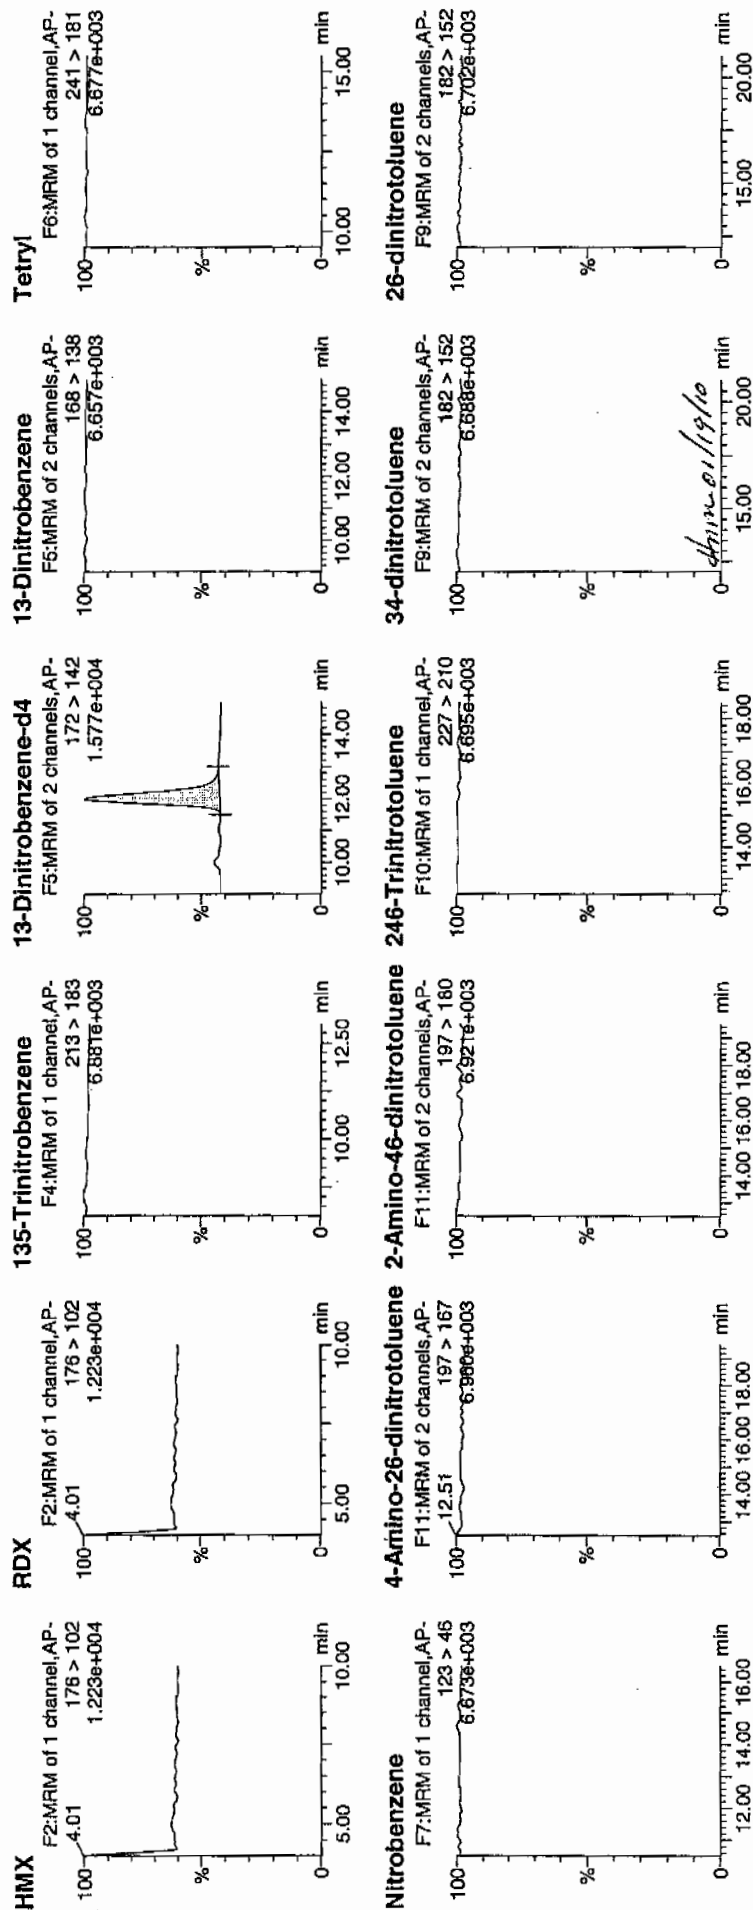 HMX
F2:MRM of 1 channel,AP-
4.01
176 > 102
1.223e+004
100
%
0
5.00
10.00
min
RDX
F2:MRM of 1 channel,AP-
4.01
176 > 102
1.223e+004
100
%
0
5.00
10.00
min
135-Trinitrobenzene
F4:MRM of 1 channel,AP-
213 > 183
6.881e+003
100
%
0
10.00
12.50
min
13-Dinitrobenzene-d4
F5:MRM of 2 channels,AP-
172 > 142
1.577e+004
100
%
0
10.00
12.00
14.00
min
13-Dinitrobenzene
F5:MRM of 2 channels,AP-
168 > 138
6.657e+003
100
%
0
10.00
12.00
14.00
min
Tetryl
F6:MRM of 1 channel,AP-
241 > 181
6.677e+003
100
%
0
10.00
15.00
min
Nitrobenzene
F7:MRM of 1 channel,AP-
123 > 46
6.673e+003
100
%
0
12.00
14.00
16.00
min
4-Amino-26-dinitrotoluene
F11:MRM of 2 channels,AP-
12.51
197 > 167
6.980e+003
100
%
0
14.00
16.00
18.00
min
2-Amino-46-dinitrotoluene
F11:MRM of 2 channels,AP-
197 > 180
6.921e+003
100
%
0
14.00
16.00
18.00
min
246-Trinitrotoluene
F10:MRM of 1 channel,AP-
227 > 210
6.695e+003
100
%
0
14.00
16.00
18.00
min
34-dinitrotoluene
F9:MRM of 2 channels,AP-
182 > 152
6.688e+003
100
%
0
15.00
20.00
min
01/19/10
26-dinitrotoluene
F9:MRM of 2 channels,AP-
182 > 152
6.702e+003
100
%
0
15.00
20.00
min